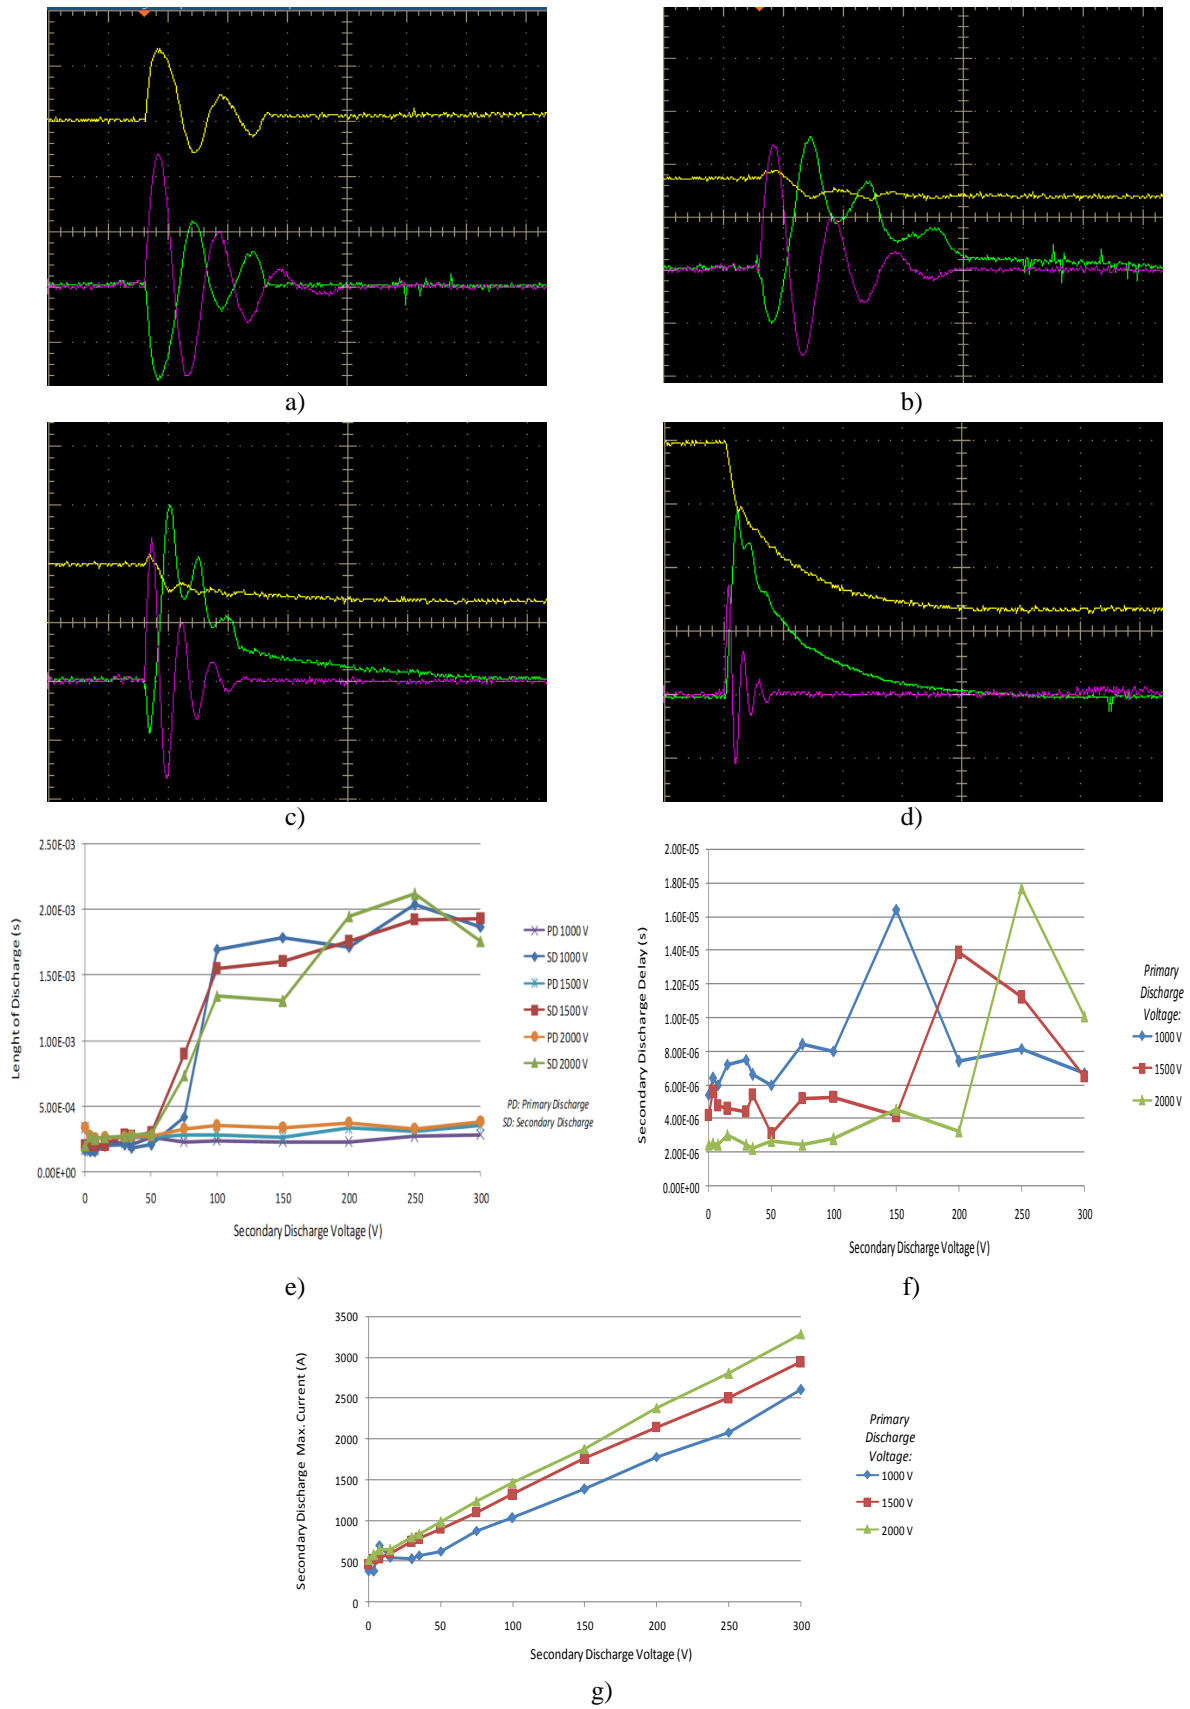 a)
b)
c)
d)
2.50E-03
2.00E-03
1.50E-03
1.00E-03
5.00E-04
0.00E+00
Lenght of Discharge (s)
0 50 100 150 200 250 300
Secondary Discharge Voltage (V)
PD 1000 V
SD 1000 V
PD 1500 V
SD 1500 V
PD 2000 V
SD 2000 V
PD: Primary Discharge
SD: Secondary Discharge
e)
2.00E-05
1.80E-05
1.60E-05
1.40E-05
1.20E-05
1.00E-05
8.00E-06
6.00E-06
4.00E-06
2.00E-06
0.00E+00
Secondary Discharge Delay (s)
0 50 100 150 200 250 300
Secondary Discharge Voltage (V)
Primary
Discharge
Voltage:
1000 V
1500 V
2000 V
f)
3500
3000
2500
2000
1500
1000
500
0
Secondary Discharge Max. Current (A)
0 50 100 150 200 250 300
Secondary Discharge Voltage (V)
Primary
Discharge
Voltage:
1000 V
1500 V
2000 V
g)